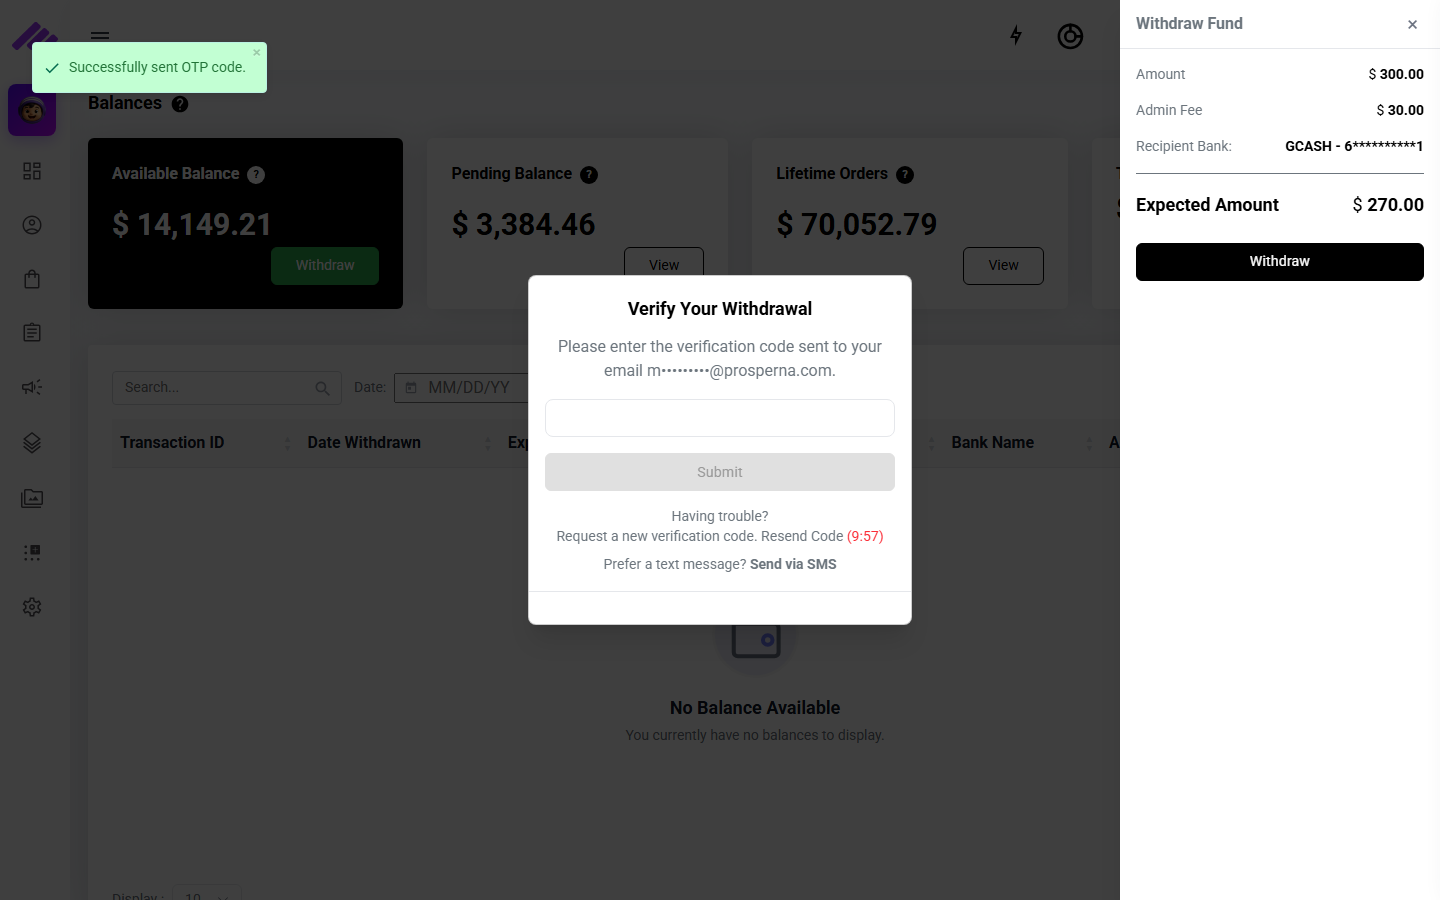 Successfully sent OTP code.
Balances
Available Balance
$ 14,149.21
Withdraw
Pending Balance
$ 3,384.46
View
Lifetime Orders
$ 70,052.79
View
Search...
Date:
MM/DD/YY
Transaction ID
Date Withdrawn
Exp
Bank Name
A
Verify Your Withdrawal
Please enter the verification code sent to your
email m•••••••••@prosperna.com.
Submit
Having trouble?
Request a new verification code. Resend Code (9:57)
Prefer a text message? Send via SMS
No Balance Available
You currently have no balances to display.
Display :
10
Withdraw Fund
Amount $ 300.00
Admin Fee $ 30.00
Recipient Bank: GCASH - 6**********1
Expected Amount $ 270.00
Withdraw